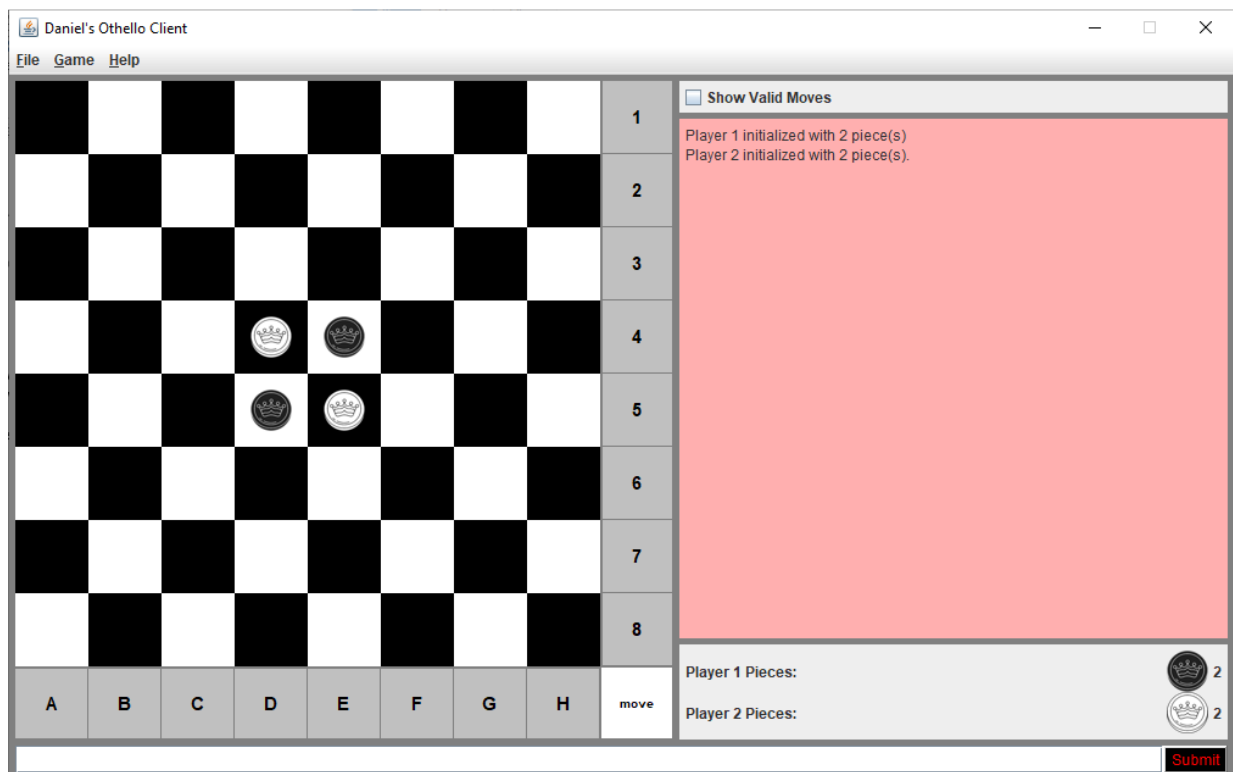 Daniel's Othello Client
File Game Help
1
2
3
4
5
6
7
8
A B C D E F G H move
Show Valid Moves
Player 1 initialized with 2 piece(s)
Player 2 initialized with 2 piece(s).
Player 1 Pieces: 2
Player 2 Pieces: 2
Submit